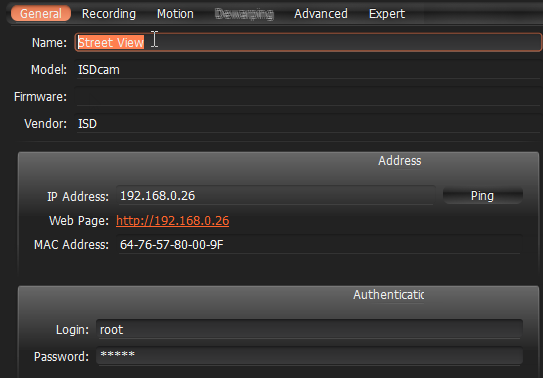 General Recording Motion Dewarping Advanced Expert
Name: Street View
Model: ISDcam
Firmware:
Vendor: ISD
Address
IP Address: 192.168.0.26 Ping
Web Page: http://192.168.0.26
MAC Address: 64-76-57-80-00-9F
Authenticatic
Login: root
Password: *****